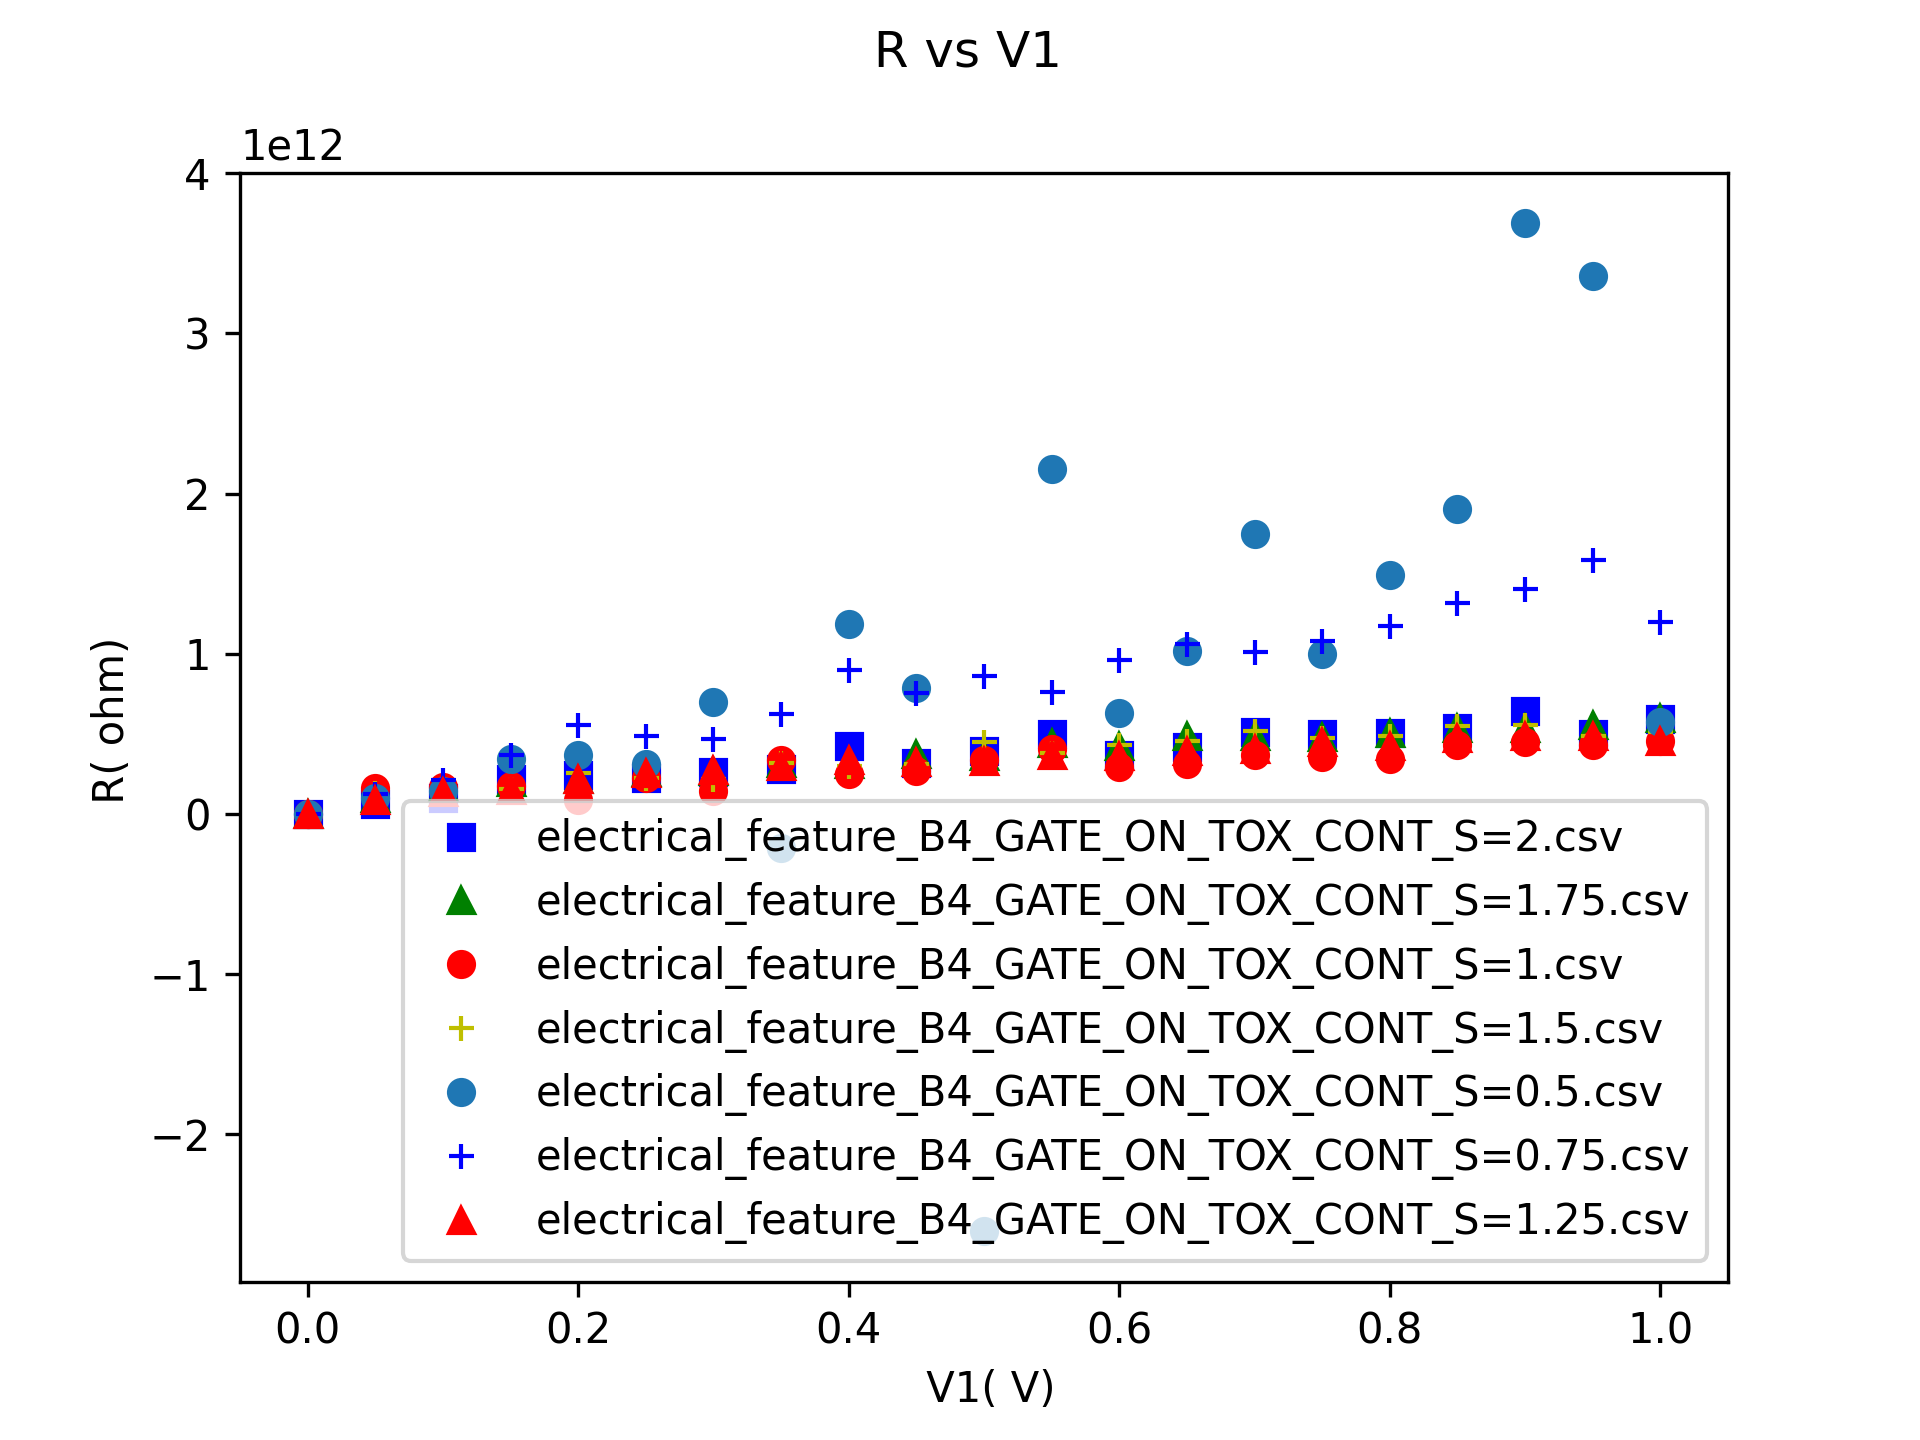 R vs V1
1e12
4
3
2
1
0
−1
−2
R( ohm)
electrical_feature_B4_GATE_ON_TOX_CONT_S=2.csv
electrical_feature_B4_GATE_ON_TOX_CONT_S=1.75.csv
electrical_feature_B4_GATE_ON_TOX_CONT_S=1.csv
electrical_feature_B4_GATE_ON_TOX_CONT_S=1.5.csv
electrical_feature_B4_GATE_ON_TOX_CONT_S=0.5.csv
electrical_feature_B4_GATE_ON_TOX_CONT_S=0.75.csv
electrical_feature_B4_GATE_ON_TOX_CONT_S=1.25.csv
0.0 0.2 0.4 0.6 0.8 1.0
V1( V)